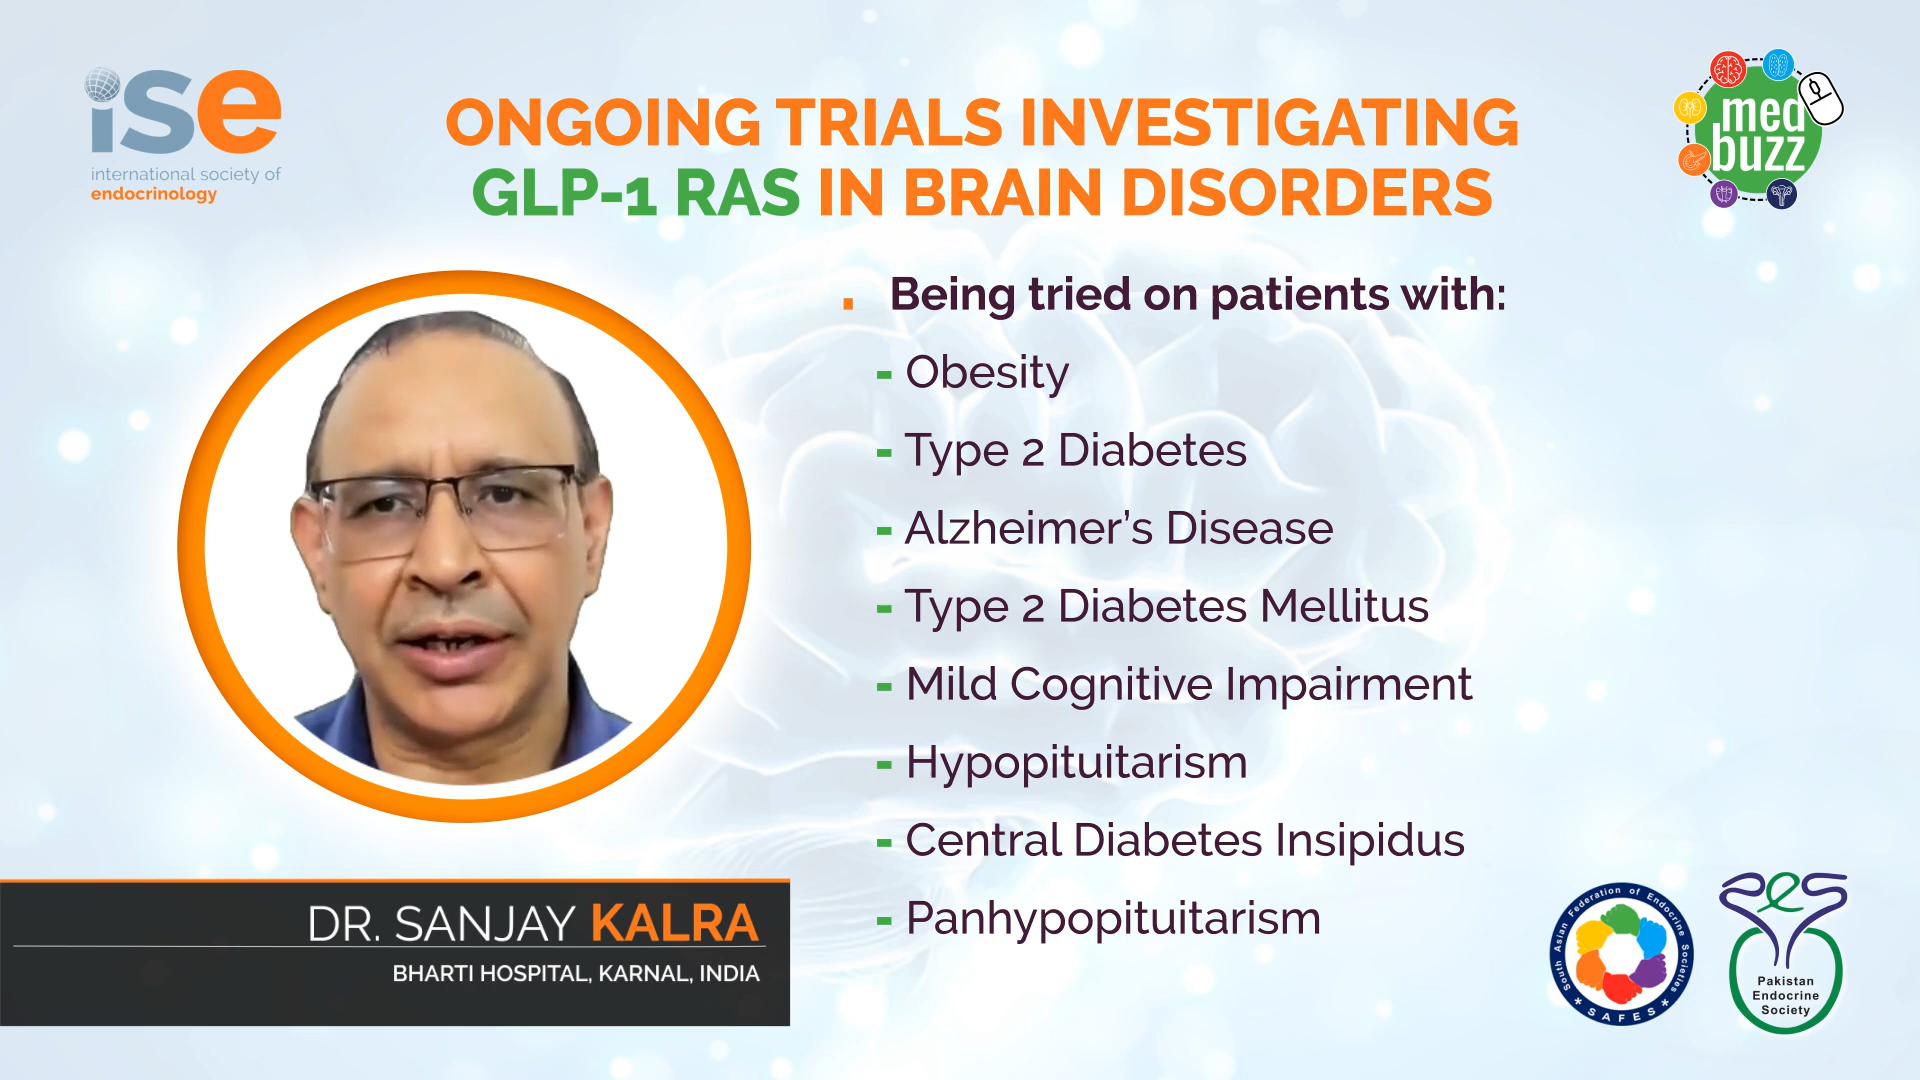 ise
international society of
endocrinology
ONGOING TRIALS INVESTIGATING
GLP-1 RAS IN BRAIN DISORDERS
med
buzz
Being tried on patients with:
- Obesity
- Type 2 Diabetes
- Alzheimer’s Disease
- Type 2 Diabetes Mellitus
- Mild Cognitive Impairment
- Hypopituitarism
- Central Diabetes Insipidus
- Panhypopituitarism
DR. SANJAY KALRA
BHARTI HOSPITAL, KARNAL, INDIA
South Asian Federation of Endocrine Societies
* SAFES *
PES
Pakistan
Endocrine
Society